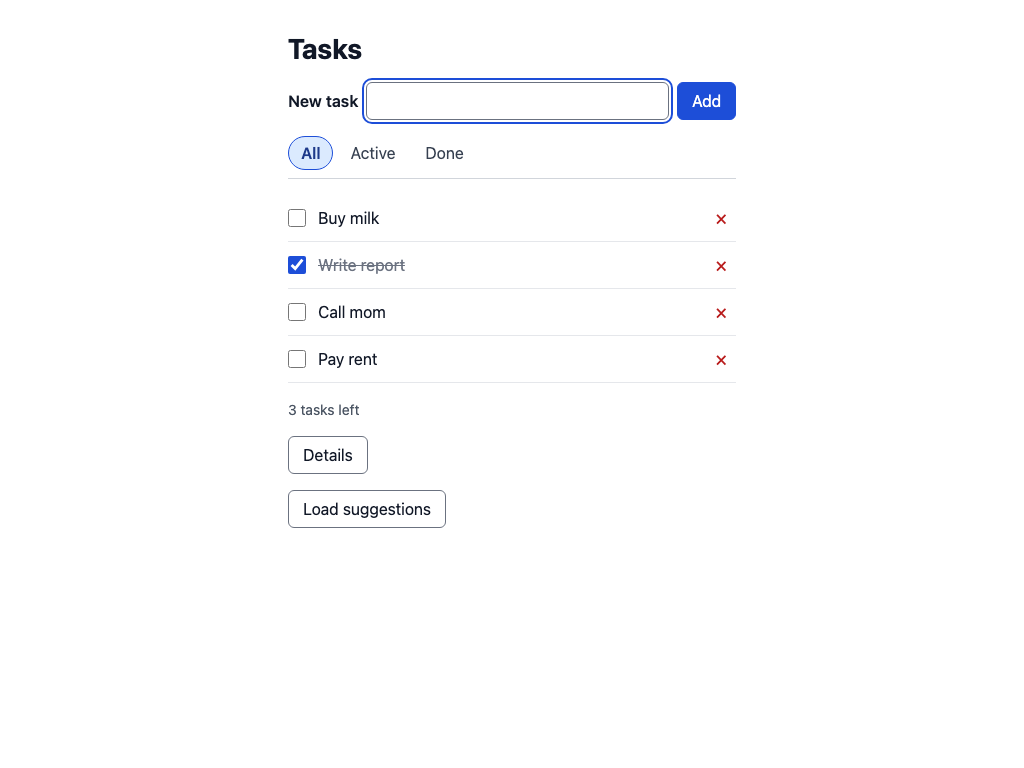 Tasks
New task Add
All Active Done
Buy milk ×
Write report ×
Call mom ×
Pay rent ×
3 tasks left
Details
Load suggestions